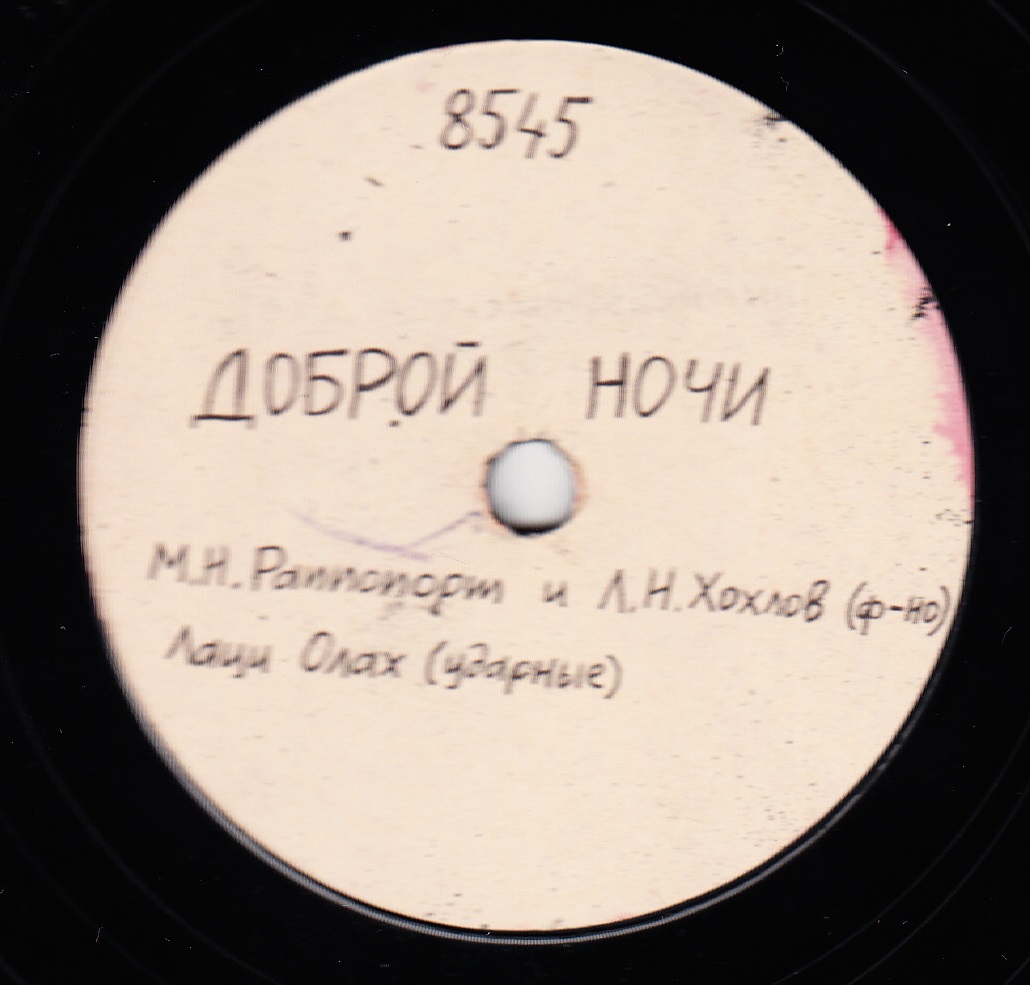 8545
ДОБРОЙ НОЧИ
М.Н. Раппопорт и Л.Н. Хохлов (ф-но)
Лаци Олах (ударные)